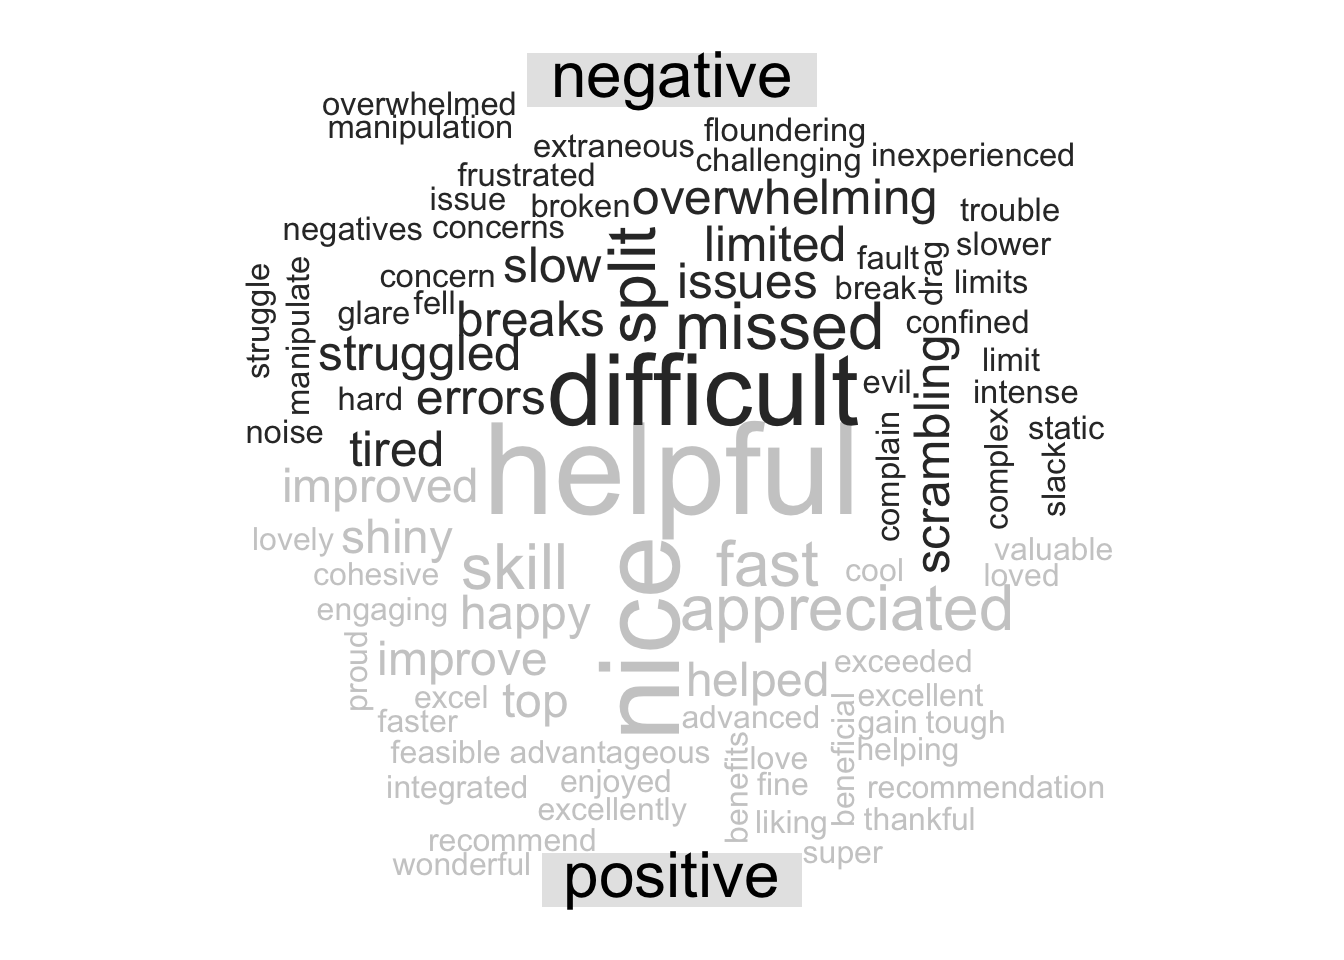 negative
overwhelmed
manipulation
floundering
extraneous
challenging
inexperienced
frustrated
issue
broken
overwhelming
trouble
negatives
concerns
split
limited
fault
drag
slower
struggle
manipulate
concern
slow
issues
break
limits
glare
fell
breaks
missed
confined
struggled
difficult
limit
hard
errors
evil
scrambling
intense
noise
tired
complain
complex
static
slack
improved
helpful
lovely
shiny
skill
nice
fast
cool
valuable
loved
cohesive
engaging
happy
appreciated
proud
improve
helped
exceeded
excel
top
advanced
beneficial
excellent
faster
gain
tough
feasible
advantageous
benefits
love
helping
integrated
enjoyed
fine
recommendation
excellently
liking
thankful
recommend
super
wonderful
positive